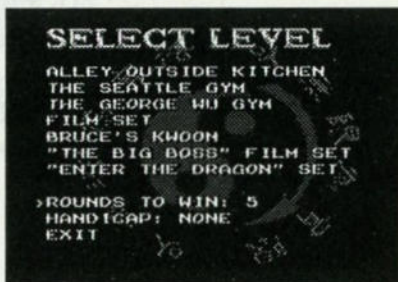 SELECT LEVEL
ALLEY OUTSIDE KITCHEN
THE SEATTLE GYM
THE GEORGE WU GYM
FILM SET
BRUCE'S KWOON
"THE BIG BOSS" FILM SET
"ENTER THE DRAGON" SET
›ROUNDS TO WIN: 5
HANDICAP: NONE
EXIT